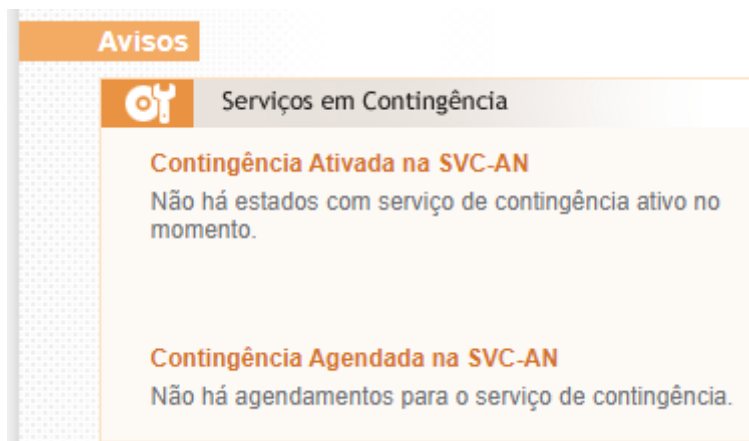 Avisos
Serviços em Contingência
Contingência Ativada na SVC-AN
Não há estados com serviço de contingência ativo no
momento.
Contingência Agendada na SVC-AN
Não há agendamentos para o serviço de contingência.